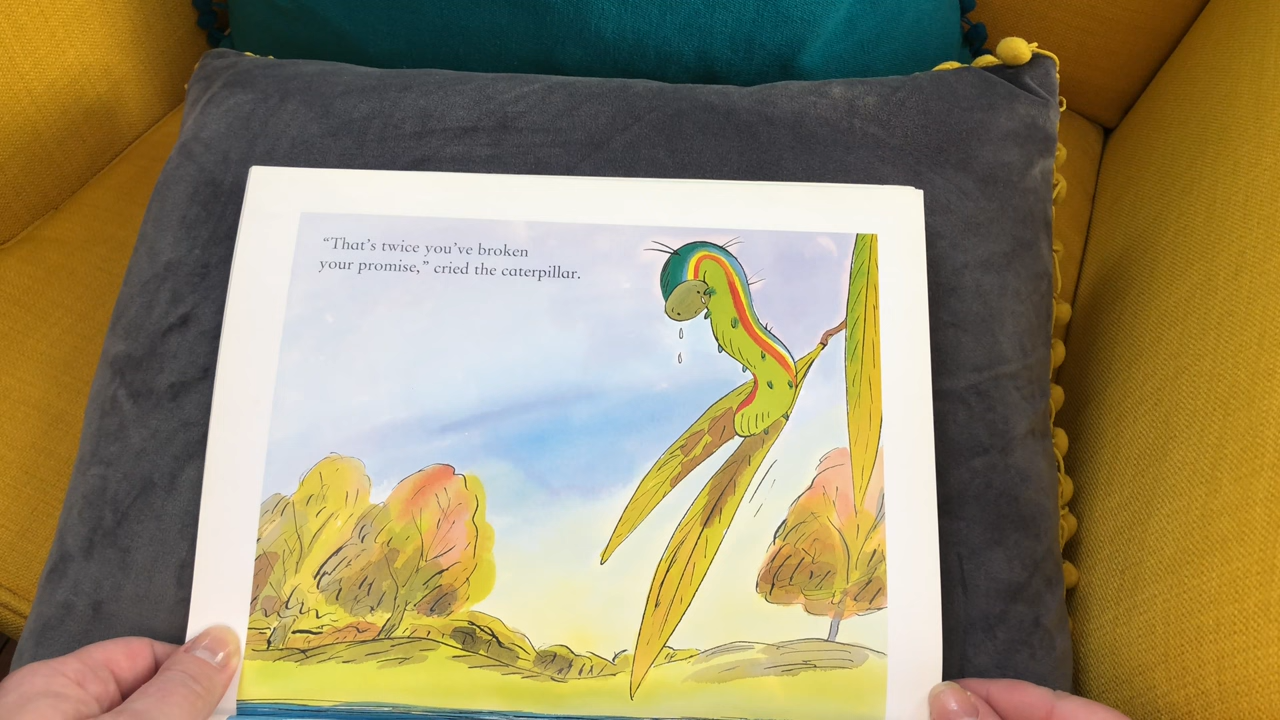 “That’s twice you’ve broken
your promise,” cried the caterpillar.